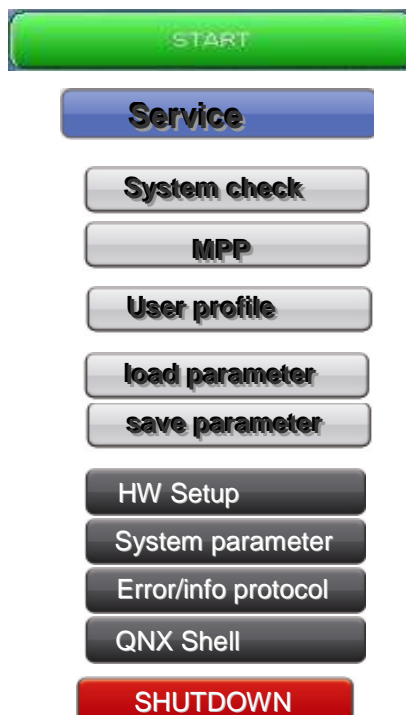 START
Service
System check
MPP
User profile
load parameter
save parameter
HW Setup
System parameter
Error/info protocol
QNX Shell
SHUTDOWN